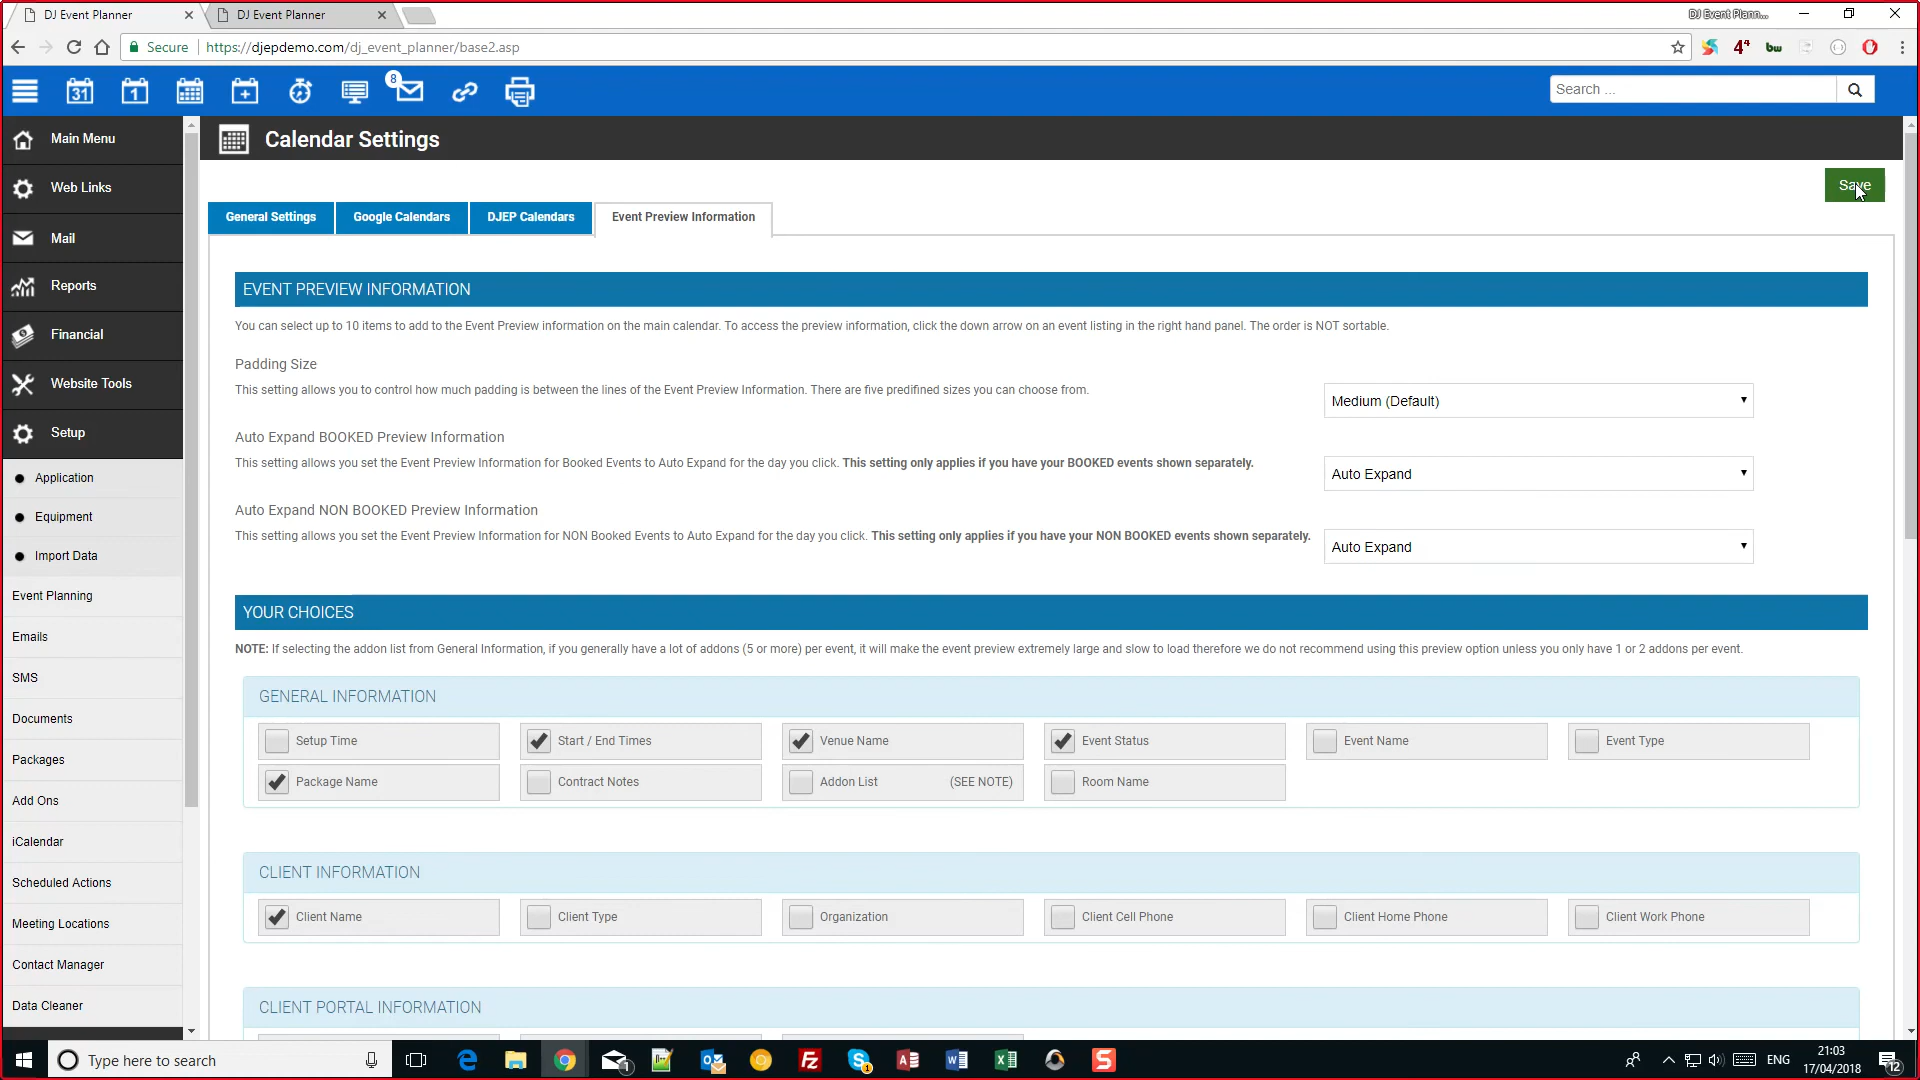 DJ Event Planner
DJ Event Planner
DJ Event Plann...
Secure
https://djepdemo.com/dj_event_planner/base2.asp
4⁴
bw
31
1
8
Search ...
Main Menu
Web Links
Mail
Reports
Financial
Website Tools
Setup
Application
Equipment
Import Data
Event Planning
Emails
SMS
Documents
Packages
Add Ons
iCalendar
Scheduled Actions
Meeting Locations
Contact Manager
Data Cleaner
Calendar Settings
Save
General Settings
Google Calendars
DJEP Calendars
Event Preview Information
EVENT PREVIEW INFORMATION
You can select up to 10 items to add to the Event Preview information on the main calendar. To access the preview information, click the down arrow on an event listing in the right hand panel. The order is NOT sortable.
Padding Size
This setting allows you to control how much padding is between the lines of the Event Preview Information. There are five predifined sizes you can choose from.
Medium (Default)
Auto Expand BOOKED Preview Information
This setting allows you set the Event Preview Information for Booked Events to Auto Expand for the day you click. This setting only applies if you have your BOOKED events shown separately.
Auto Expand
Auto Expand NON BOOKED Preview Information
This setting allows you set the Event Preview Information for NON Booked Events to Auto Expand for the day you click. This setting only applies if you have your NON BOOKED events shown separately.
Auto Expand
YOUR CHOICES
NOTE: If selecting the addon list from General Information, if you generally have a lot of addons (5 or more) per event, it will make the event preview extremely large and slow to load therefore we do not recommend using this preview option unless you only have 1 or 2 addons per event.
GENERAL INFORMATION
Setup Time
Start / End Times
Venue Name
Event Status
Event Name
Event Type
Package Name
Contract Notes
Addon List (SEE NOTE)
Room Name
CLIENT INFORMATION
Client Name
Client Type
Organization
Client Cell Phone
Client Home Phone
Client Work Phone
CLIENT PORTAL INFORMATION
Type here to search
1
1
ENG
21:03
17/04/2018
12